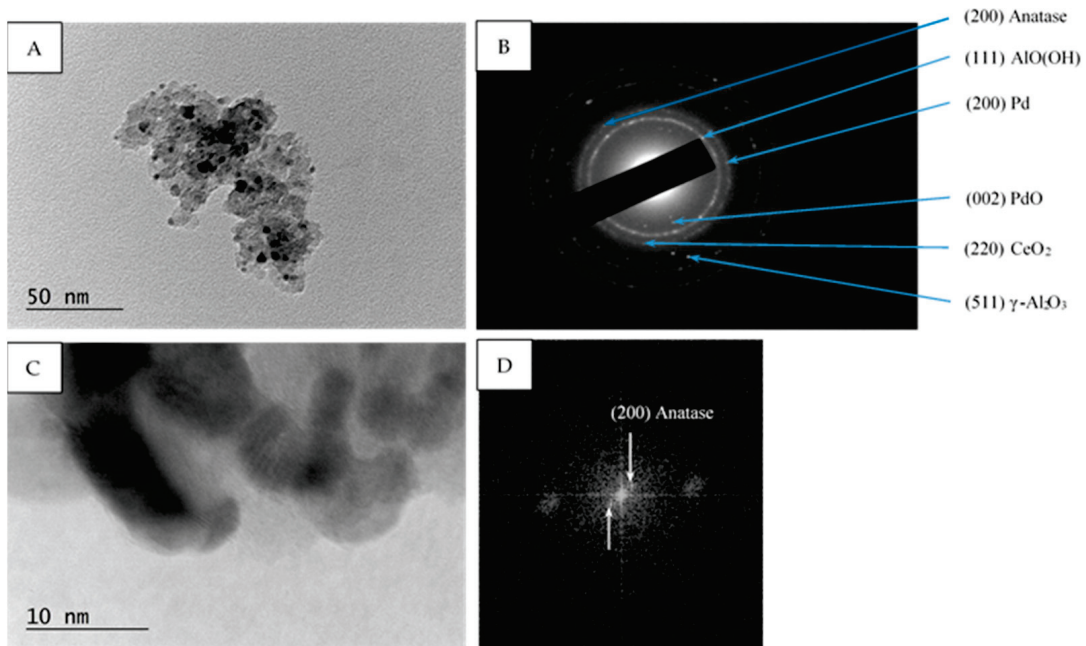 A
50 nm
B
(200) Anatase
(111) AlO(OH)
(200) Pd
(002) PdO
(220) CeO₂
(511) γ-Al₂O₃
C
10 nm
D
(200) Anatase